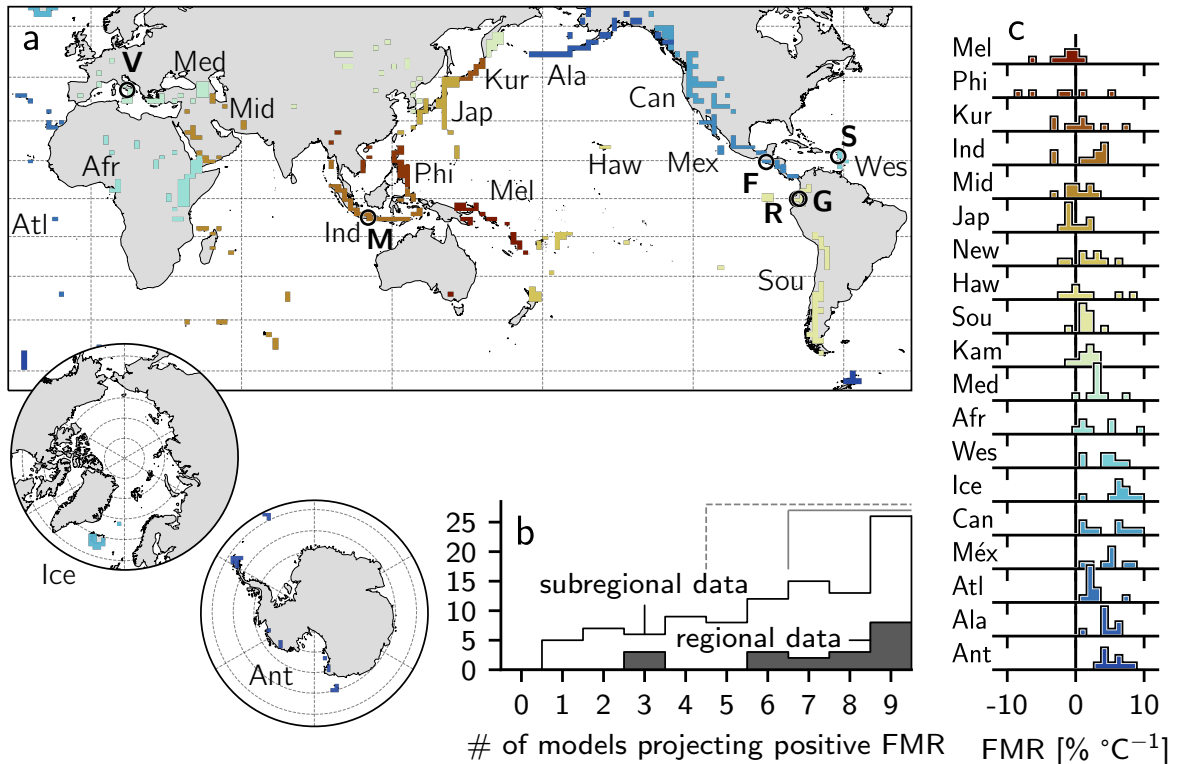 a
V
Med
Mid
Afr
Atl
Kur
Jap
Phi
Ind
M
Mel
Haw
Ala
Can
Mex
F
R
G
S
Wes
Sou
Ice
Ant
b
25
20
15
10
5
0
subregional data
regional data
0 1 2 3 4 5 6 7 8 9
# of models projecting positive FMR
c
Mel
Phi
Kur
Ind
Mid
Jap
New
Haw
Sou
Kam
Med
Afr
Wes
Ice
Can
Méx
Atl
Ala
Ant
-10 0 10
FMR [% °C⁻¹]